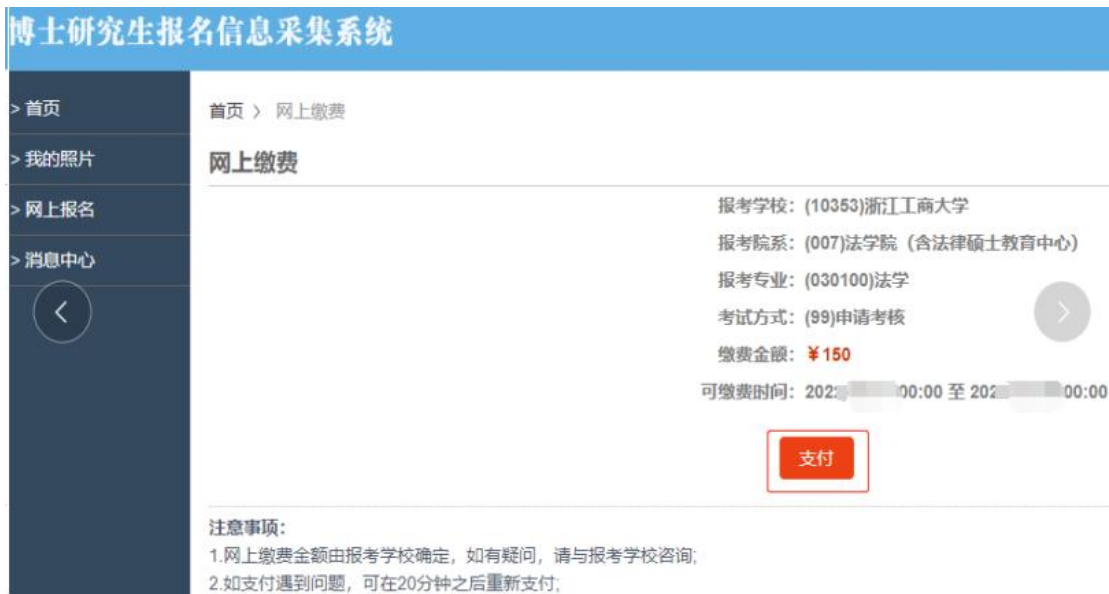 博士研究生报名信息采集系统
> 首页
> 我的照片
> 网上报名
> 消息中心
首页 > 网上缴费
网上缴费
报考学校: (10353)浙江工商大学
报考院系: (007)法学院（含法律硕士教育中心）
报考专业: (030100)法学
考试方式: (99)申请考核
缴费金额: ¥150
可缴费时间: 202 00:00 至 202 00:00
支付
注意事项:
1.网上缴费金额由报考学校确定，如有疑问，请与报考学校咨询;
2.如支付遇到问题，可在20分钟之后重新支付;